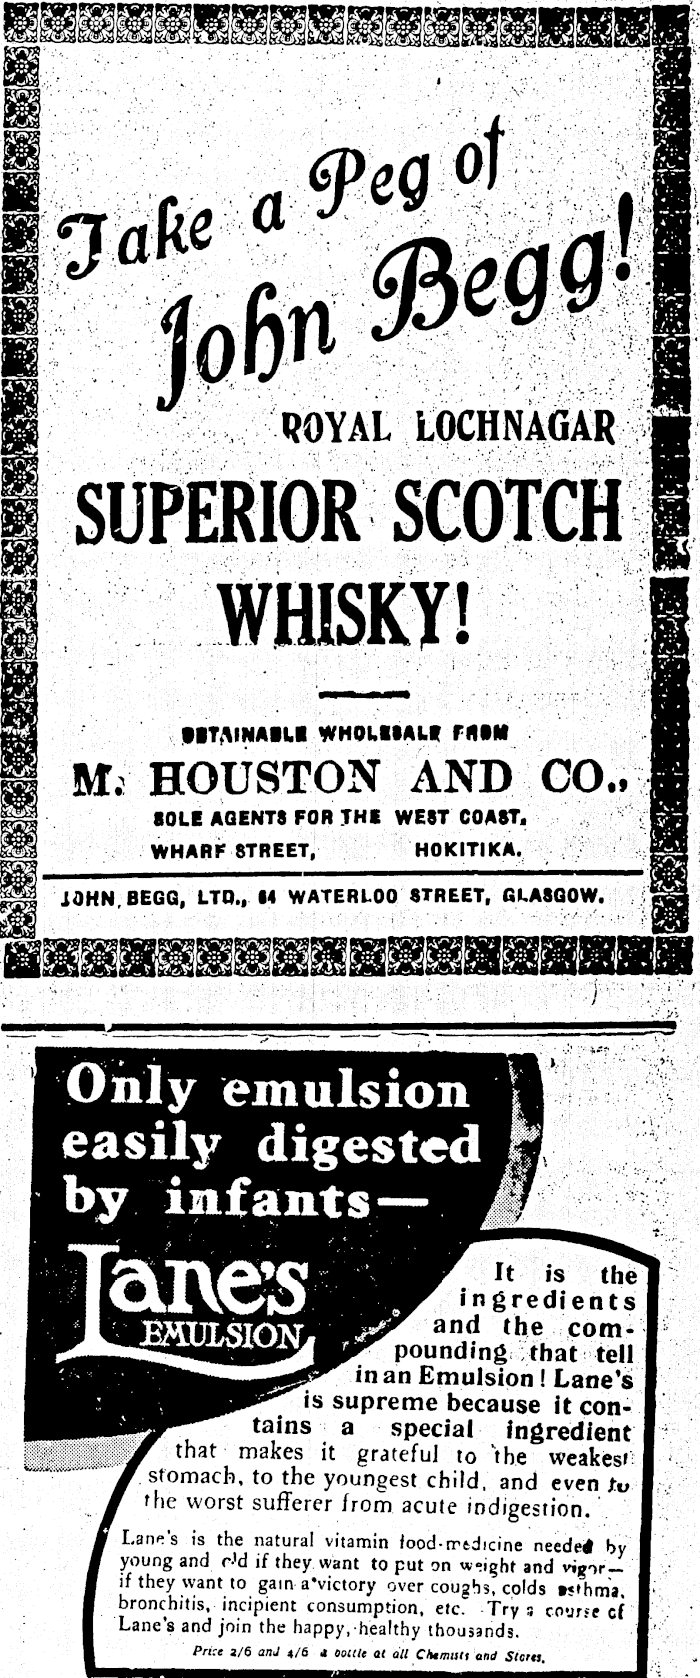 Take a Peg of
John Begg!
ROYAL LOCHNAGAR
SUPERIOR SCOTCH
WHISKY!
OBTAINABLE WHOLESALE FROM
M. HOUSTON AND CO.,
SOLE AGENTS FOR THE WEST COAST.
WHARF STREET, HOKITIKA.
JOHN BEGG, LTD., 64 WATERLOO STREET, GLASGOW.
Only emulsion
easily digested
by infants—
Lane's
EMULSION
It is the
ingredients
and the com-
pounding that tell
in an Emulsion! Lane's
is supreme because it con-
tains a special ingredient
that makes it grateful to the weakest
stomach, to the youngest child, and even to
the worst sufferer from acute indigestion.
Lane's is the natural vitamin food-medicine needed by
young and old if they want to put on weight and vigor—
if they want to gain a victory over coughs, colds asthma,
bronchitis, incipient consumption, etc. Try a course of
Lane's and join the happy, healthy thousands.
Price 2/6 and 4/6 a bottle at all Chemists and Stores.